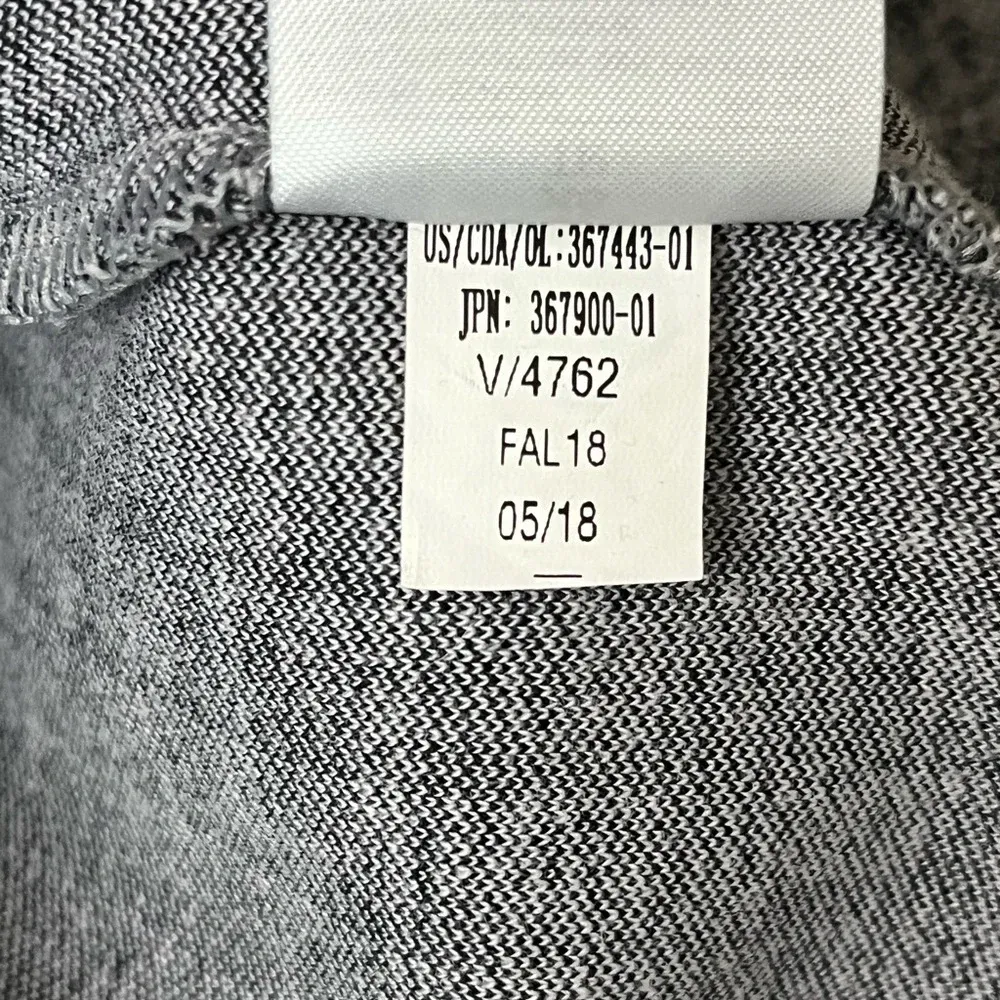 US/CDA/OL:367443-01
JPN: 367900-01
V/4762
FAL18
05/18